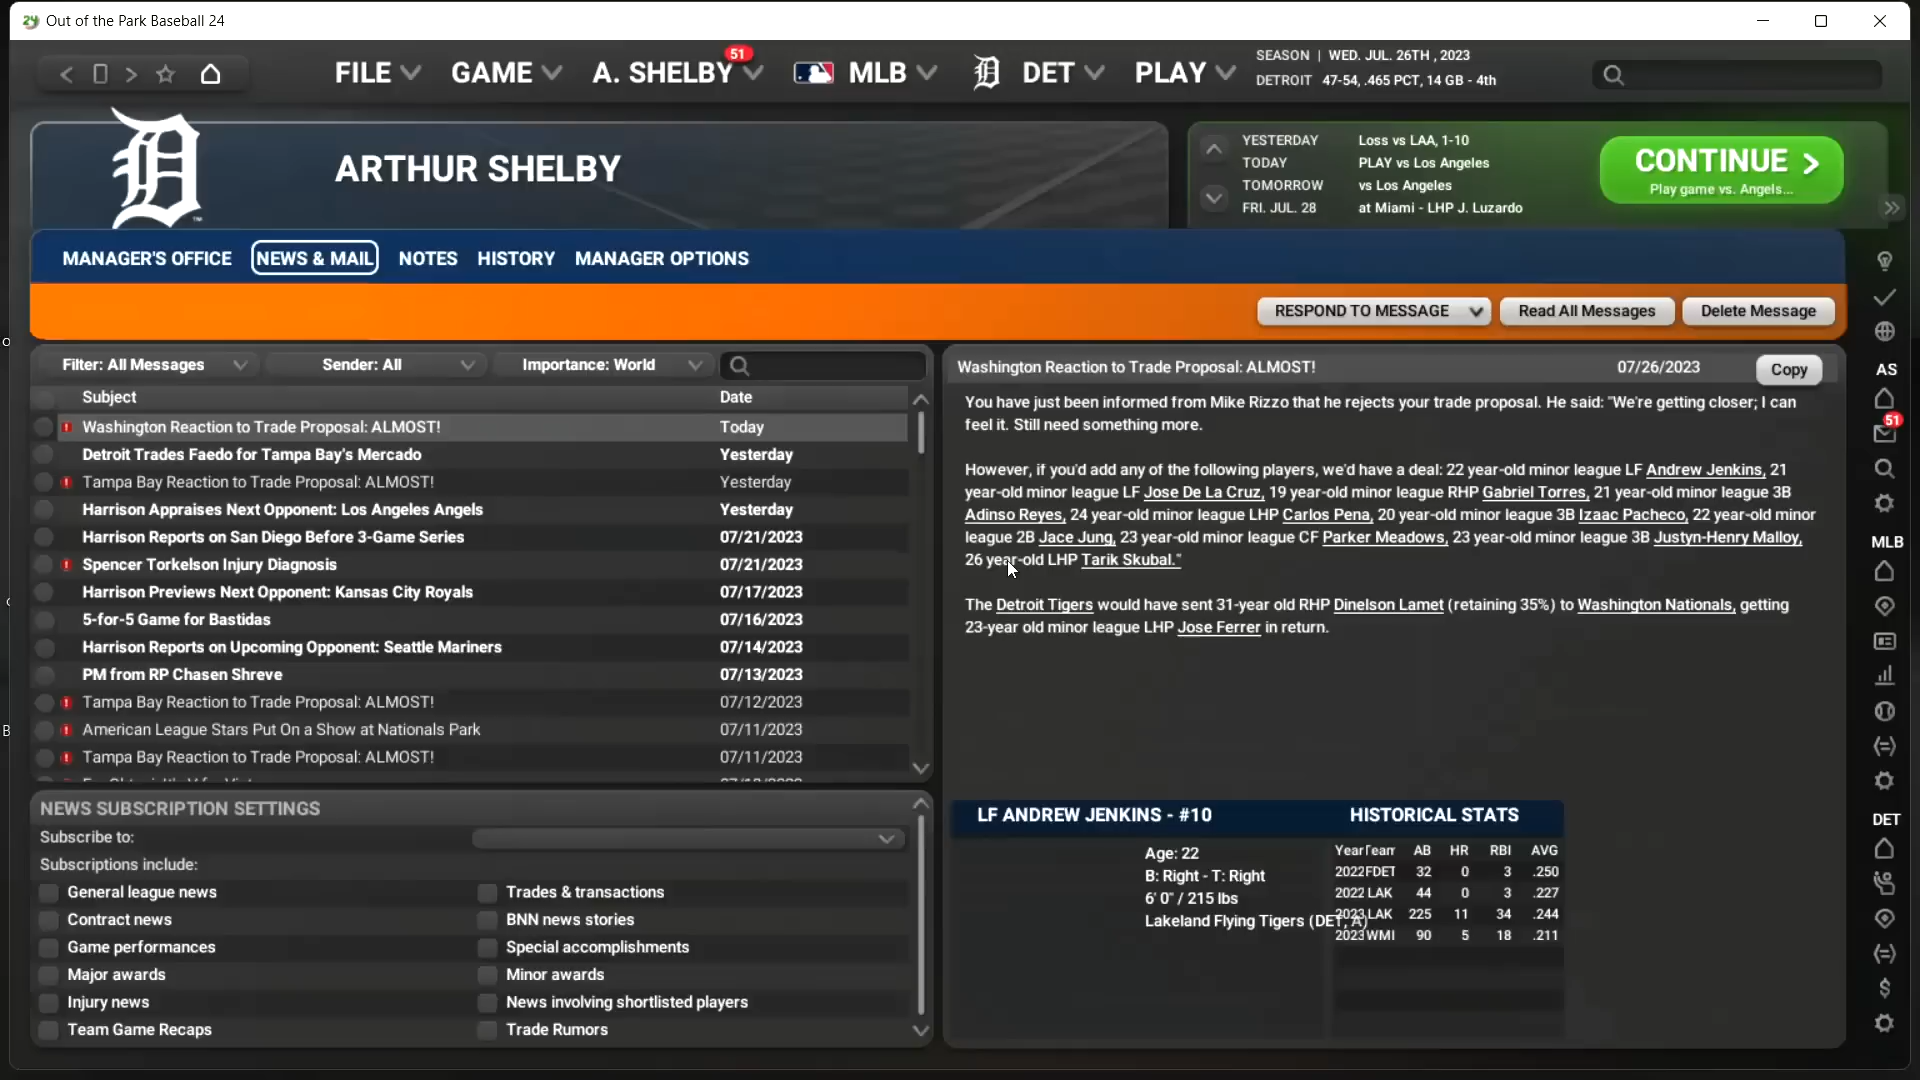 Out of the Park Baseball 24
FILE GAME A. SHELBY 51 MLB DET PLAY
SEASON | WED. JUL. 26TH , 2023
DETROIT 47-54, .465 PCT, 14 GB - 4th
ARTHUR SHELBY
YESTERDAY Loss vs LAA, 1-10
TODAY PLAY vs Los Angeles
TOMORROW vs Los Angeles
FRI. JUL. 28 at Miami - LHP J. Luzardo
CONTINUE >
Play game vs. Angels...
MANAGER'S OFFICE NEWS & MAIL NOTES HISTORY MANAGER OPTIONS
RESPOND TO MESSAGE Read All Messages Delete Message
Filter: All Messages Sender: All Importance: World
Subject Date
Washington Reaction to Trade Proposal: ALMOST! Today
Detroit Trades Faedo for Tampa Bay's Mercado Yesterday
Tampa Bay Reaction to Trade Proposal: ALMOST! Yesterday
Harrison Appraises Next Opponent: Los Angeles Angels Yesterday
Harrison Reports on San Diego Before 3-Game Series 07/21/2023
Spencer Torkelson Injury Diagnosis 07/21/2023
Harrison Previews Next Opponent: Kansas City Royals 07/17/2023
5-for-5 Game for Bastidas 07/16/2023
Harrison Reports on Upcoming Opponent: Seattle Mariners 07/14/2023
PM from RP Chasen Shreve 07/13/2023
Tampa Bay Reaction to Trade Proposal: ALMOST! 07/12/2023
American League Stars Put On a Show at Nationals Park 07/11/2023
Tampa Bay Reaction to Trade Proposal: ALMOST! 07/11/2023
NEWS SUBSCRIPTION SETTINGS
Subscribe to:
Subscriptions include:
General league news Trades & transactions
Contract news BNN news stories
Game performances Special accomplishments
Major awards Minor awards
Injury news News involving shortlisted players
Team Game Recaps Trade Rumors
Washington Reaction to Trade Proposal: ALMOST! 07/26/2023 Copy
You have just been informed from Mike Rizzo that he rejects your trade proposal. He said: "We're getting closer; I can
feel it. Still need something more.
However, if you'd add any of the following players, we'd have a deal: 22 year-old minor league LF Andrew Jenkins, 21
year-old minor league LF Jose De La Cruz, 19 year-old minor league RHP Gabriel Torres, 21 year-old minor league 3B
Adinso Reyes, 24 year-old minor league LHP Carlos Pena, 20 year-old minor league 3B Izaac Pacheco, 22 year-old minor
league 2B Jace Jung, 23 year-old minor league CF Parker Meadows, 23 year-old minor league 3B Justyn-Henry Malloy,
26 year-old LHP Tarik Skubal."
The Detroit Tigers would have sent 31-year old RHP Dinelson Lamet (retaining 35%) to Washington Nationals, getting
23-year old minor league LHP Jose Ferrer in return.
LF ANDREW JENKINS - #10
Age: 22
B: Right - T: Right
6' 0" / 215 lbs
Lakeland Flying Tigers (DET, A)
HISTORICAL STATS
Year Team AB HR RBI AVG
2022 FDET 32 0 3 .250
2022 LAK 44 0 3 .227
2023 LAK 225 11 34 .244
2023 WMI 90 5 18 .211
AS
51
MLB
DET